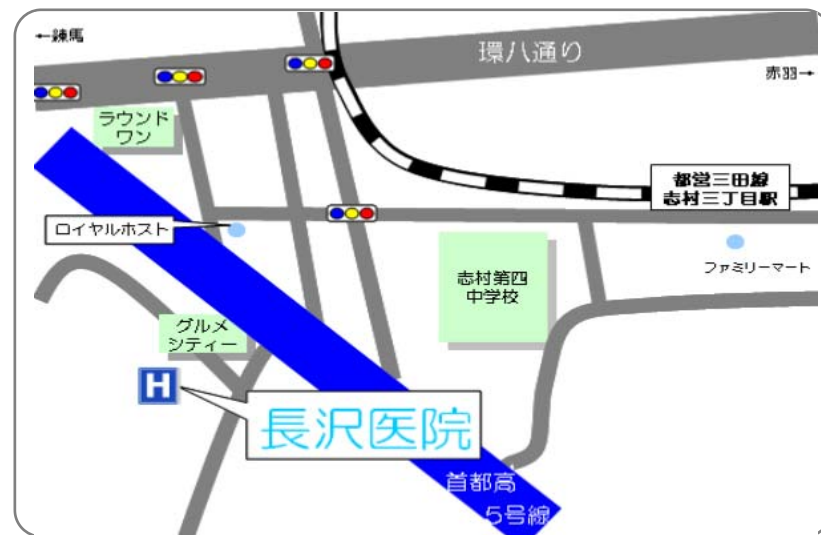 ←練馬
環八通り
赤羽→
ラウンド
ワン
都営三田線
志村三丁目駅
ロイヤルホスト
ファミリーマート
志村第四
中学校
グルメ
シティー
H
長沢医院
首都高
5号線